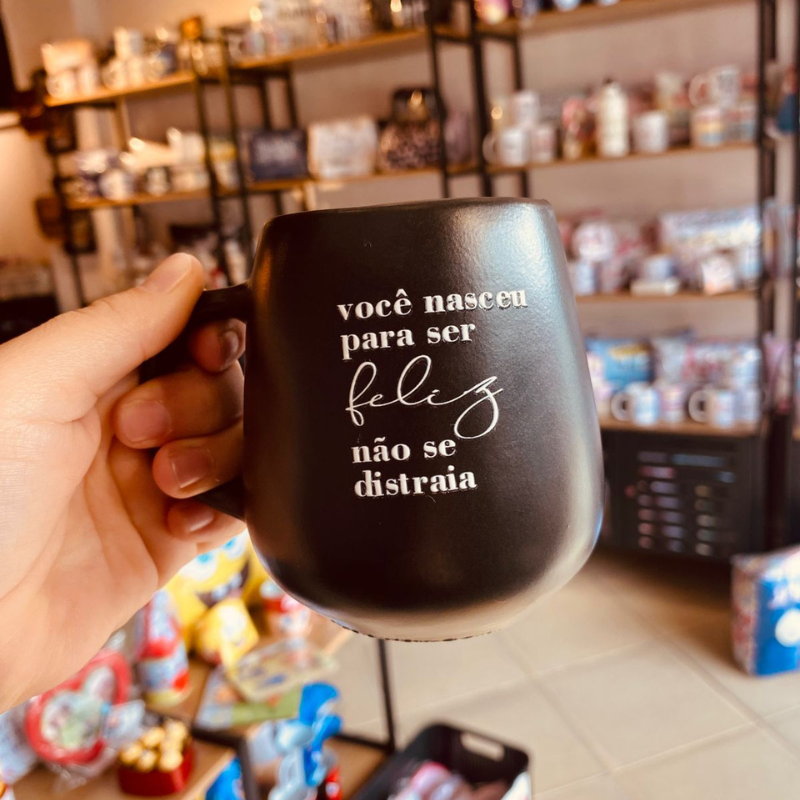 você nasceu
para ser
feliz
não se
distraia